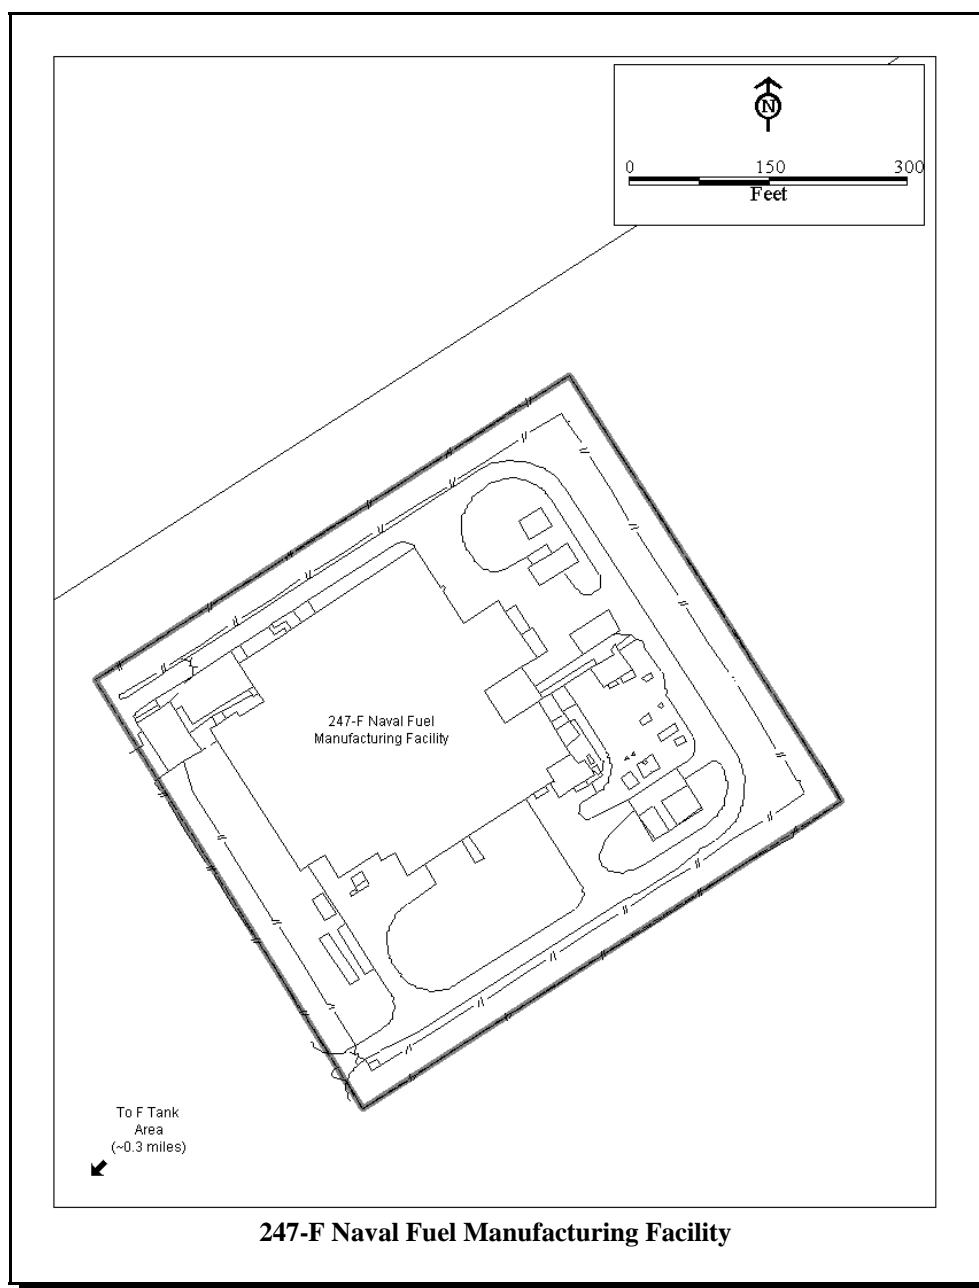 N
0 150 300
Feet
247-F Naval Fuel
Manufacturing Facility
To F Tank
Area
(~0.3 miles)
247-F Naval Fuel Manufacturing Facility